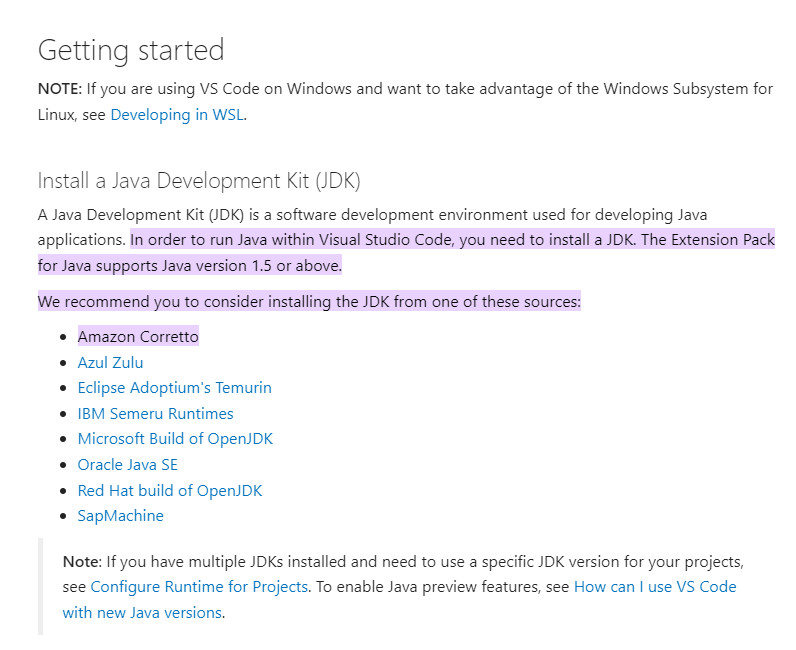 Getting started
NOTE: If you are using VS Code on Windows and want to take advantage of the Windows Subsystem for
Linux, see Developing in WSL.
Install a Java Development Kit (JDK)
A Java Development Kit (JDK) is a software development environment used for developing Java
applications. In order to run Java within Visual Studio Code, you need to install a JDK. The Extension Pack
for Java supports Java version 1.5 or above.
We recommend you to consider installing the JDK from one of these sources:
• Amazon Corretto
• Azul Zulu
• Eclipse Adoptium's Temurin
• IBM Semeru Runtimes
• Microsoft Build of OpenJDK
• Oracle Java SE
• Red Hat build of OpenJDK
• SapMachine
Note: If you have multiple JDKs installed and need to use a specific JDK version for your projects,
see Configure Runtime for Projects. To enable Java preview features, see How can I use VS Code
with new Java versions.